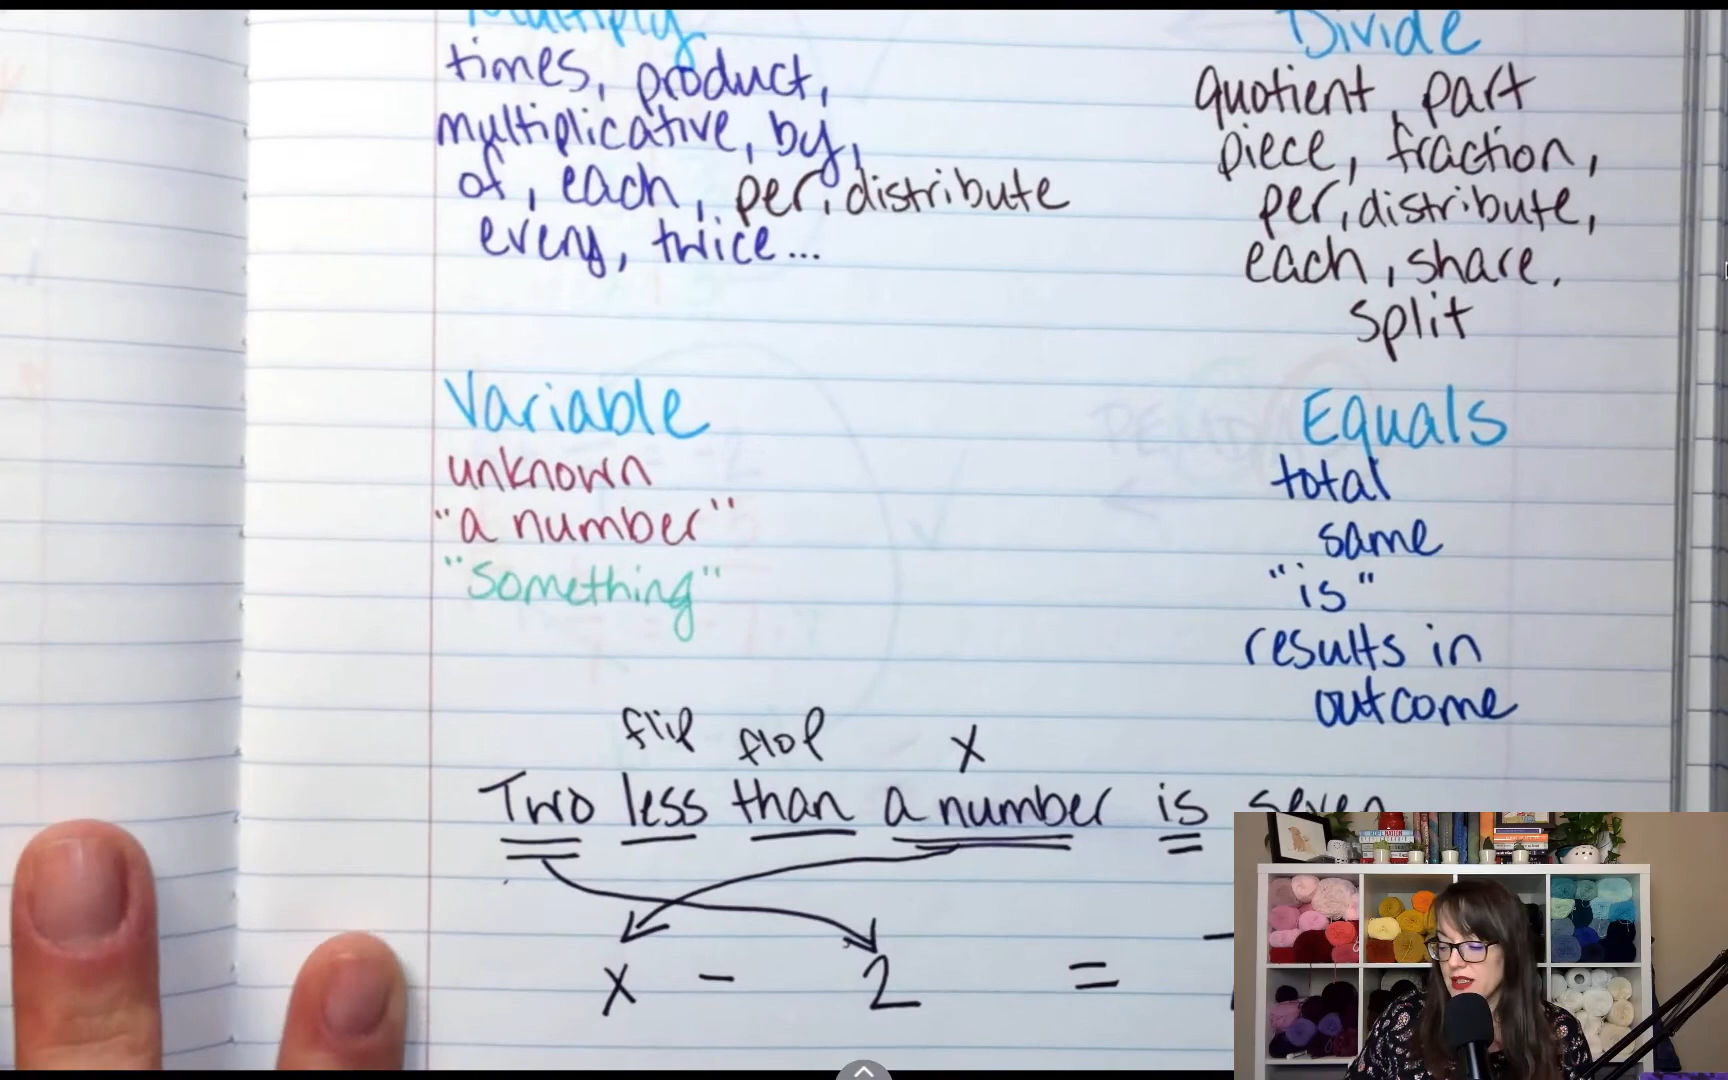 Multiply
times, product,
multiplicative, by,
of, each, per, distribute
every, twice...
Divide
quotient, part
piece, fraction,
per, distribute,
each, share,
split
Variable
unknown
"a number"
"something"
Equals
total
same
"is"
results in
outcome
flip flop x
Two less than a number is seven
x - 2 =